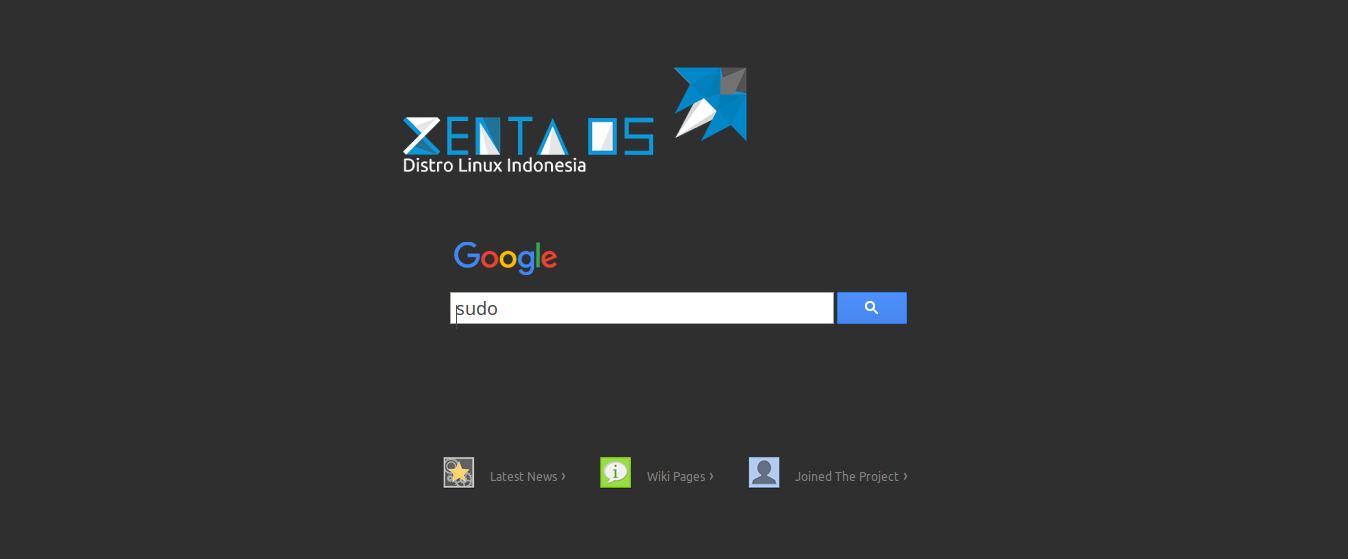 ZENTA OS
Distro Linux Indonesia
Google
sudo
Latest News ›
Wiki Pages ›
Joined The Project ›